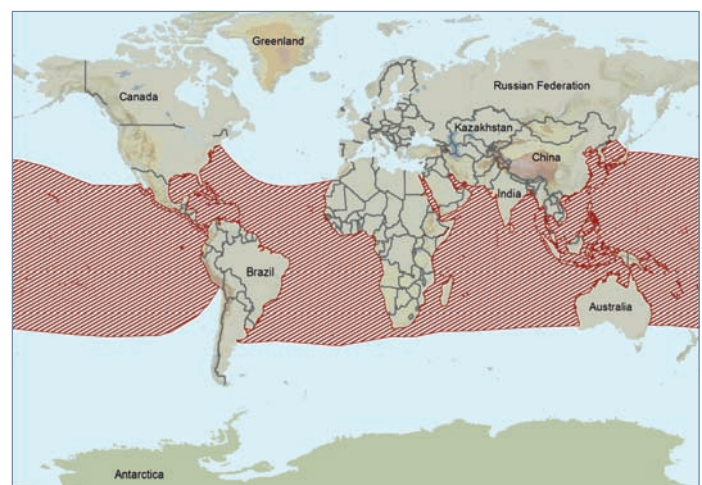 Greenland
Russian Federation
Canada
Kazakhstan
China
India
Brazil
Australia
Antarctica